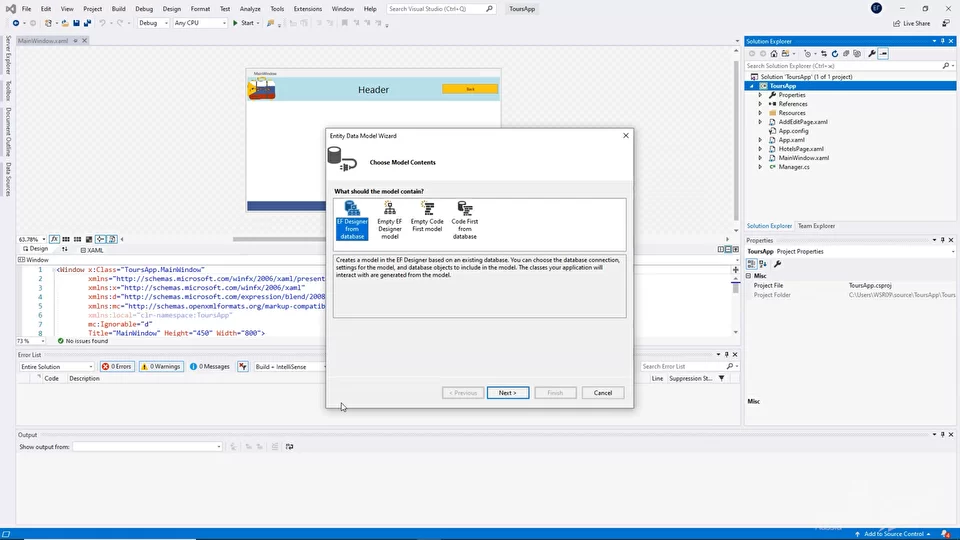 File Edit View Project Build Debug Design Format Test Analyze Tools Extensions Window Help Search Visual Studio (Ctrl+Q) ToursApp EF
Debug Any CPU Start Live Share
MainWindow.xaml
Server Explorer
Toolbox
Document Outline
Data Sources
MainWindow
Header
Back
Entity Data Model Wizard
Choose Model Contents
What should the model contain?
EF Designer from database
Empty EF Designer model
Empty Code First model
Code First from database
Creates a model in the EF Designer based on an existing database. You can choose the database connection,
settings for the model, and database objects to include in the model. The classes your application will
interact with are generated from the model.
< Previous Next > Finish Cancel
63.78%
Design XAML
Window
1 <Window x:Class="ToursApp.MainWindow"
2 xmlns="http://schemas.microsoft.com/winfx/2006/xaml/present
3 xmlns:x="http://schemas.microsoft.com/winfx/2006/xaml"
4 xmlns:d="http://schemas.microsoft.com/expression/blend/2008
5 xmlns:mc="http://schemas.openxmlformats.org/markup-compatib
6 xmlns:local="clr-namespace:ToursApp"
7 mc:Ignorable="d"
8 Title="MainWindow" Height="450" Width="800">
73 % No issues found
Error List
Entire Solution 0 Errors 0 Warnings 0 Messages Build + IntelliSense Search Error List
Code Description Line Suppression St...
Output
Show output from:
Solution Explorer
Search Solution Explorer (Ctrl+ж)
Solution 'ToursApp' (1 of 1 project)
ToursApp
Properties
References
Resources
AddEditPage.xaml
App.config
App.xaml
HotelsPage.xaml
MainWindow.xaml
Manager.cs
Solution Explorer Team Explorer
Properties
ToursApp Project Properties
Misc
Project File ToursApp.csproj
Project Folder C:\Users\WSR09\source\ToursApp\Tours
Misc
Add to Source Control